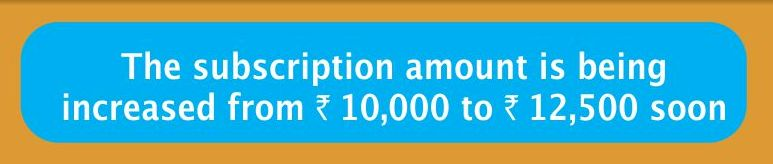 The subscription amount is being
increased from ₹ 10,000 to ₹ 12,500 soon